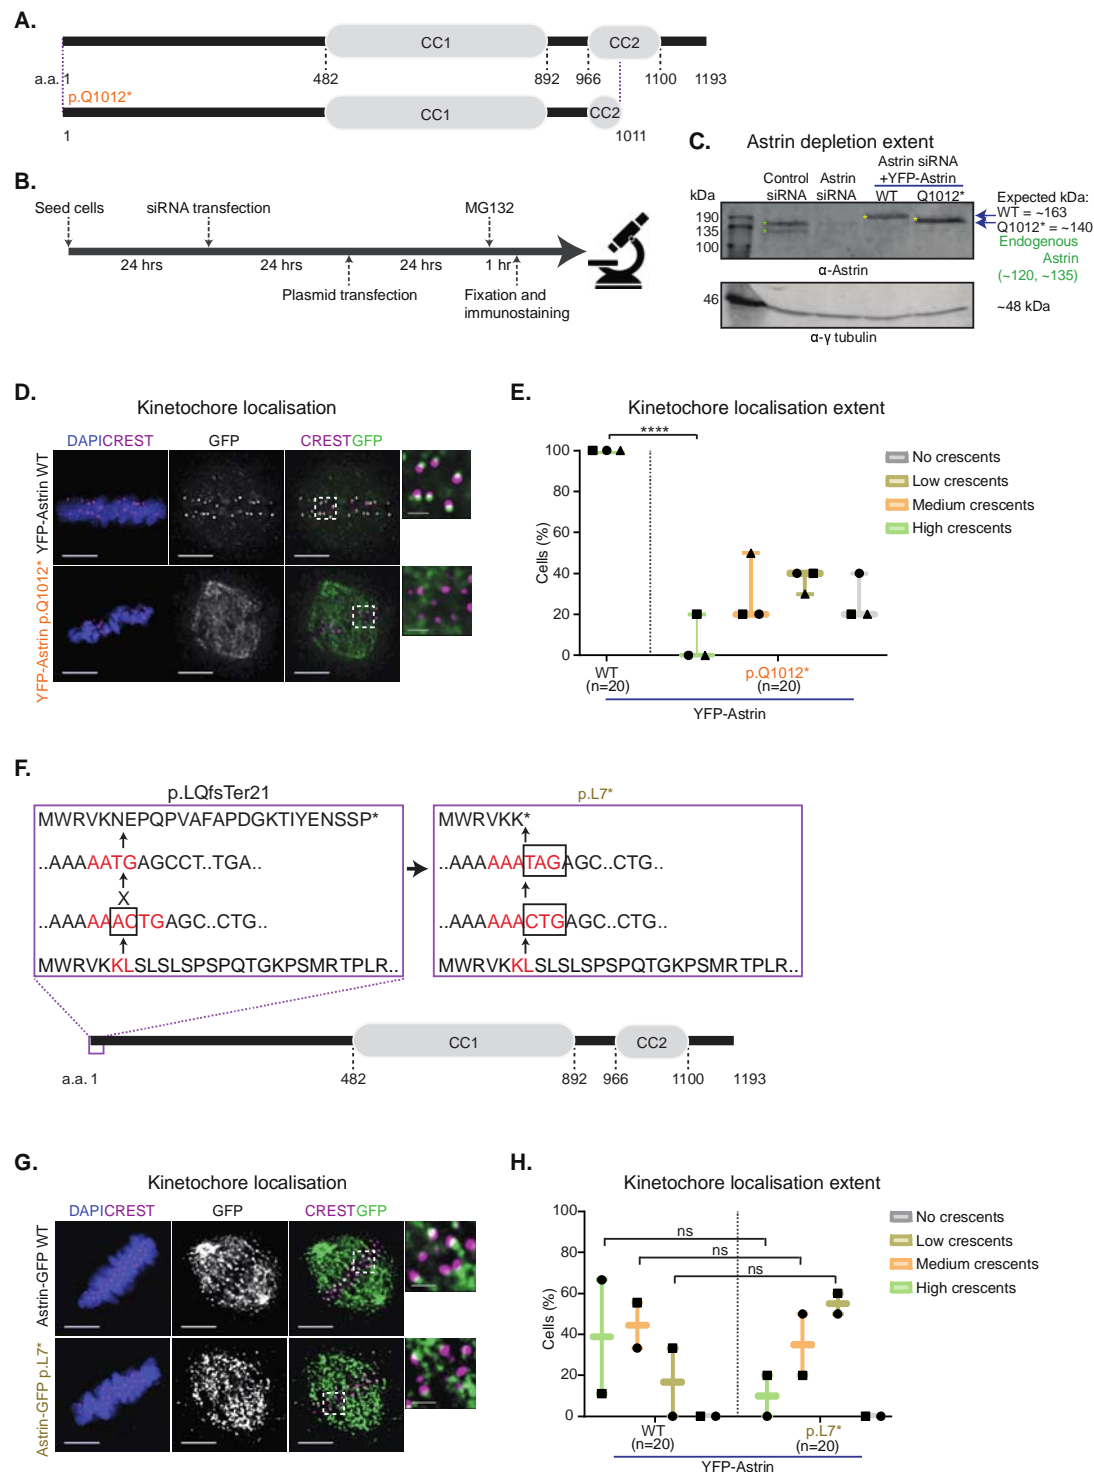 A.
CC1
CC2
a.a. 1
482
892
966
1100
1193
p.Q1012*
CC1
CC2
1
1011
B.
Seed cells
siRNA transfection
MG132
24 hrs
24 hrs
24 hrs
1 hr
Plasmid transfection
Fixation and
immunostaining
C.
Astrin depletion extent
Astrin siRNA
+YFP-Astrin
Control
siRNA
Astrin
siRNA
WT
Q1012*
kDa
190
135
100
Expected kDa:
WT = ~163
Q1012* = ~140
Endogenous
Astrin
(~120, ~135)
α-Astrin
46
~48 kDa
α-γ tubulin
D.
Kinetochore localisation
DAPICREST
GFP
CRESTGFP
YFP-Astrin WT
YFP-Astrin p.Q1012*
E.
Kinetochore localisation extent
****
Cells (%)
100
80
60
40
20
0
No crescents
Low crescents
Medium crescents
High crescents
WT
(n=20)
p.Q1012*
(n=20)
YFP-Astrin
F.
p.LQfsTer21
MWRVKNEPQPVAFAPDGKTIYENSSP*
..AAAAATGAGCCT..TGA..
X
..AAAAAAACTGAGC..CTG..
MWRVKKLSLSLSPSPQTGKPSMRTPLR..
p.L7*
MWRVKK*
..AAAAAATAGAGC..CTG..
..AAAAAACTGAGC..CTG..
MWRVKKLSLSLSPSPQTGKPSMRTPLR..
CC1
CC2
a.a. 1
482
892
966
1100
1193
G.
Kinetochore localisation
DAPICREST
GFP
CRESTGFP
Astrin-GFP WT
Astrin-GFP p.L7*
H.
Kinetochore localisation extent
ns
ns
ns
Cells (%)
100
80
60
40
20
0
No crescents
Low crescents
Medium crescents
High crescents
WT
(n=20)
p.L7*
(n=20)
YFP-Astrin